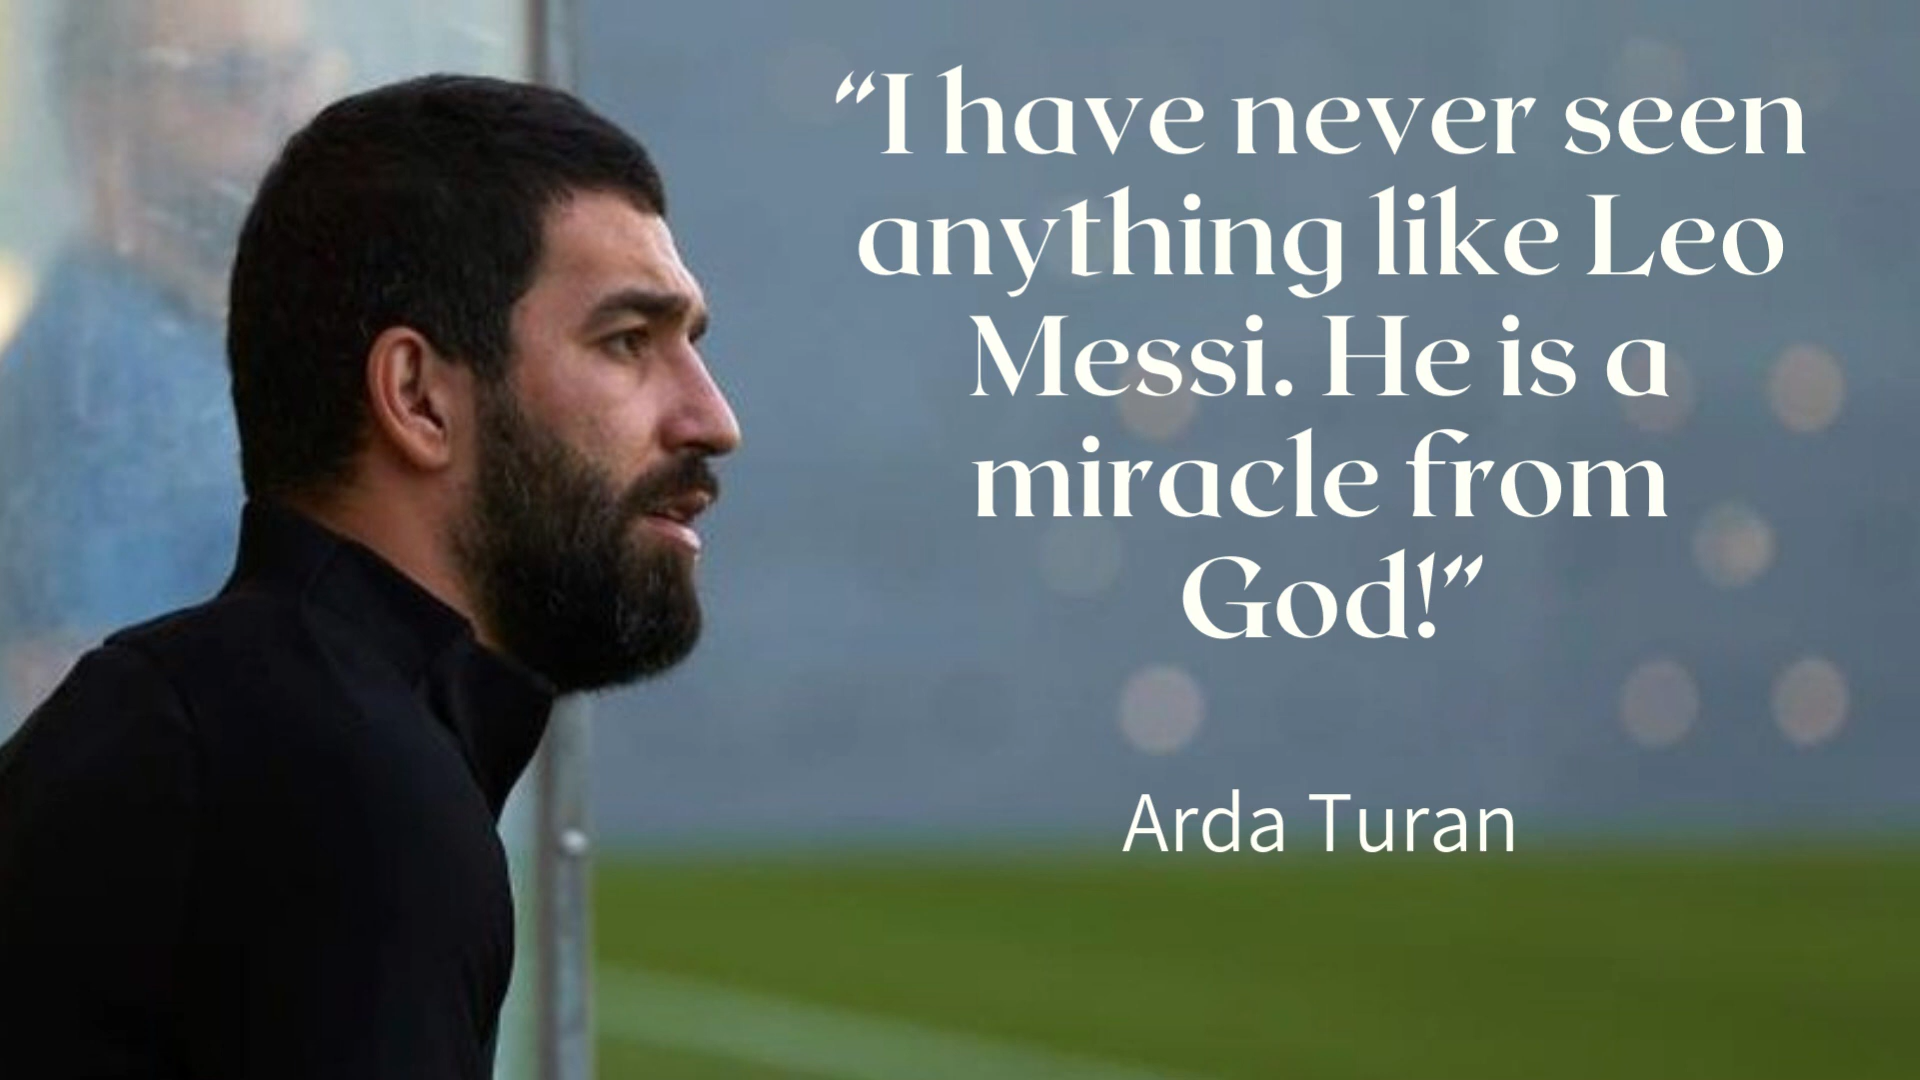 “I have never seen
anything like Leo
Messi. He is a
miracle from
God!”
Arda Turan